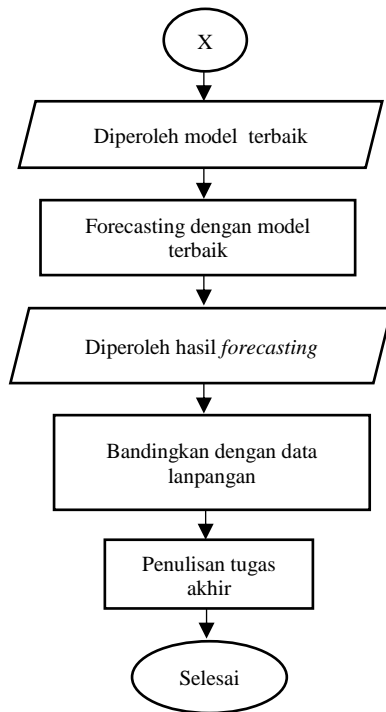 X
Diperoleh model terbaik
Forecasting dengan model
terbaik
Diperoleh hasil forecasting
Bandingkan dengan data
lanpangan
Penulisan tugas
akhir
Selesai